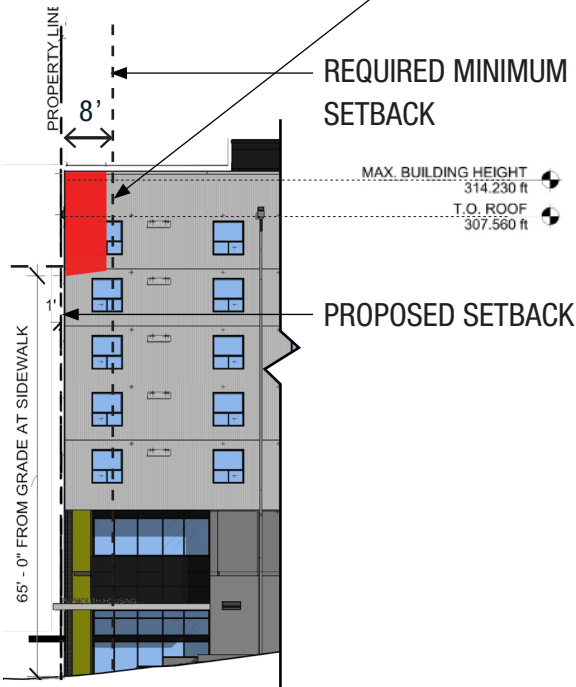 PROPERTY LINE
REQUIRED MINIMUM
SETBACK
8’
MAX. BUILDING HEIGHT
314.230 ft
T.O. ROOF
307.560 ft
1'
PROPOSED SETBACK
65' - 0" FROM GRADE AT SIDEWALK
HOUSING